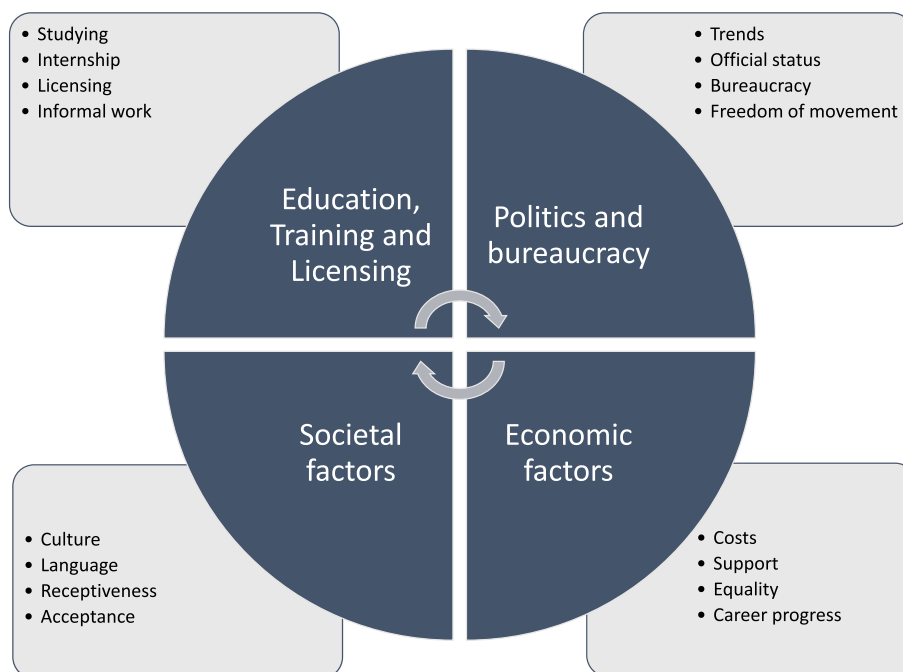 • Studying
• Internship
• Licensing
• Informal work
• Trends
• Official status
• Bureaucracy
• Freedom of movement
Education,
Training and
Licensing
Politics and
bureaucracy
Societal
factors
Economic
factors
• Culture
• Language
• Receptiveness
• Acceptance
• Costs
• Support
• Equality
• Career progress